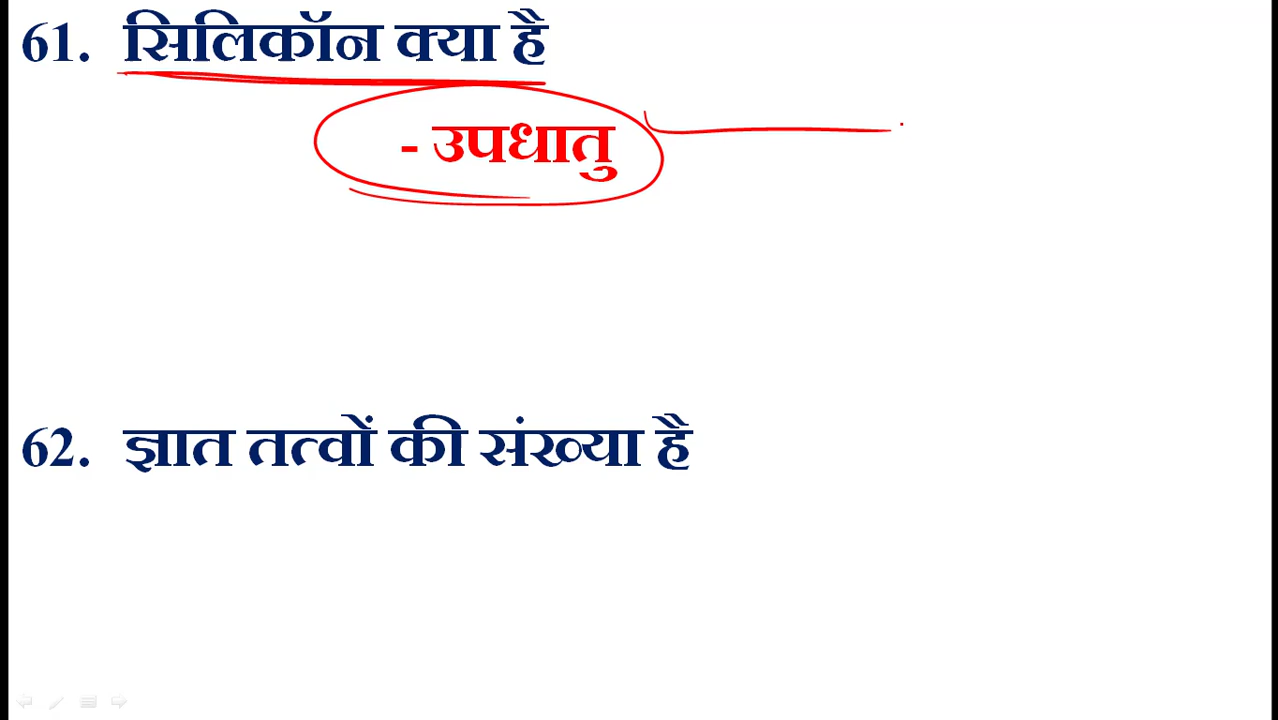 61. सिलिकॉन क्या है
- उपधातु
62. ज्ञात तत्वों की संख्या है